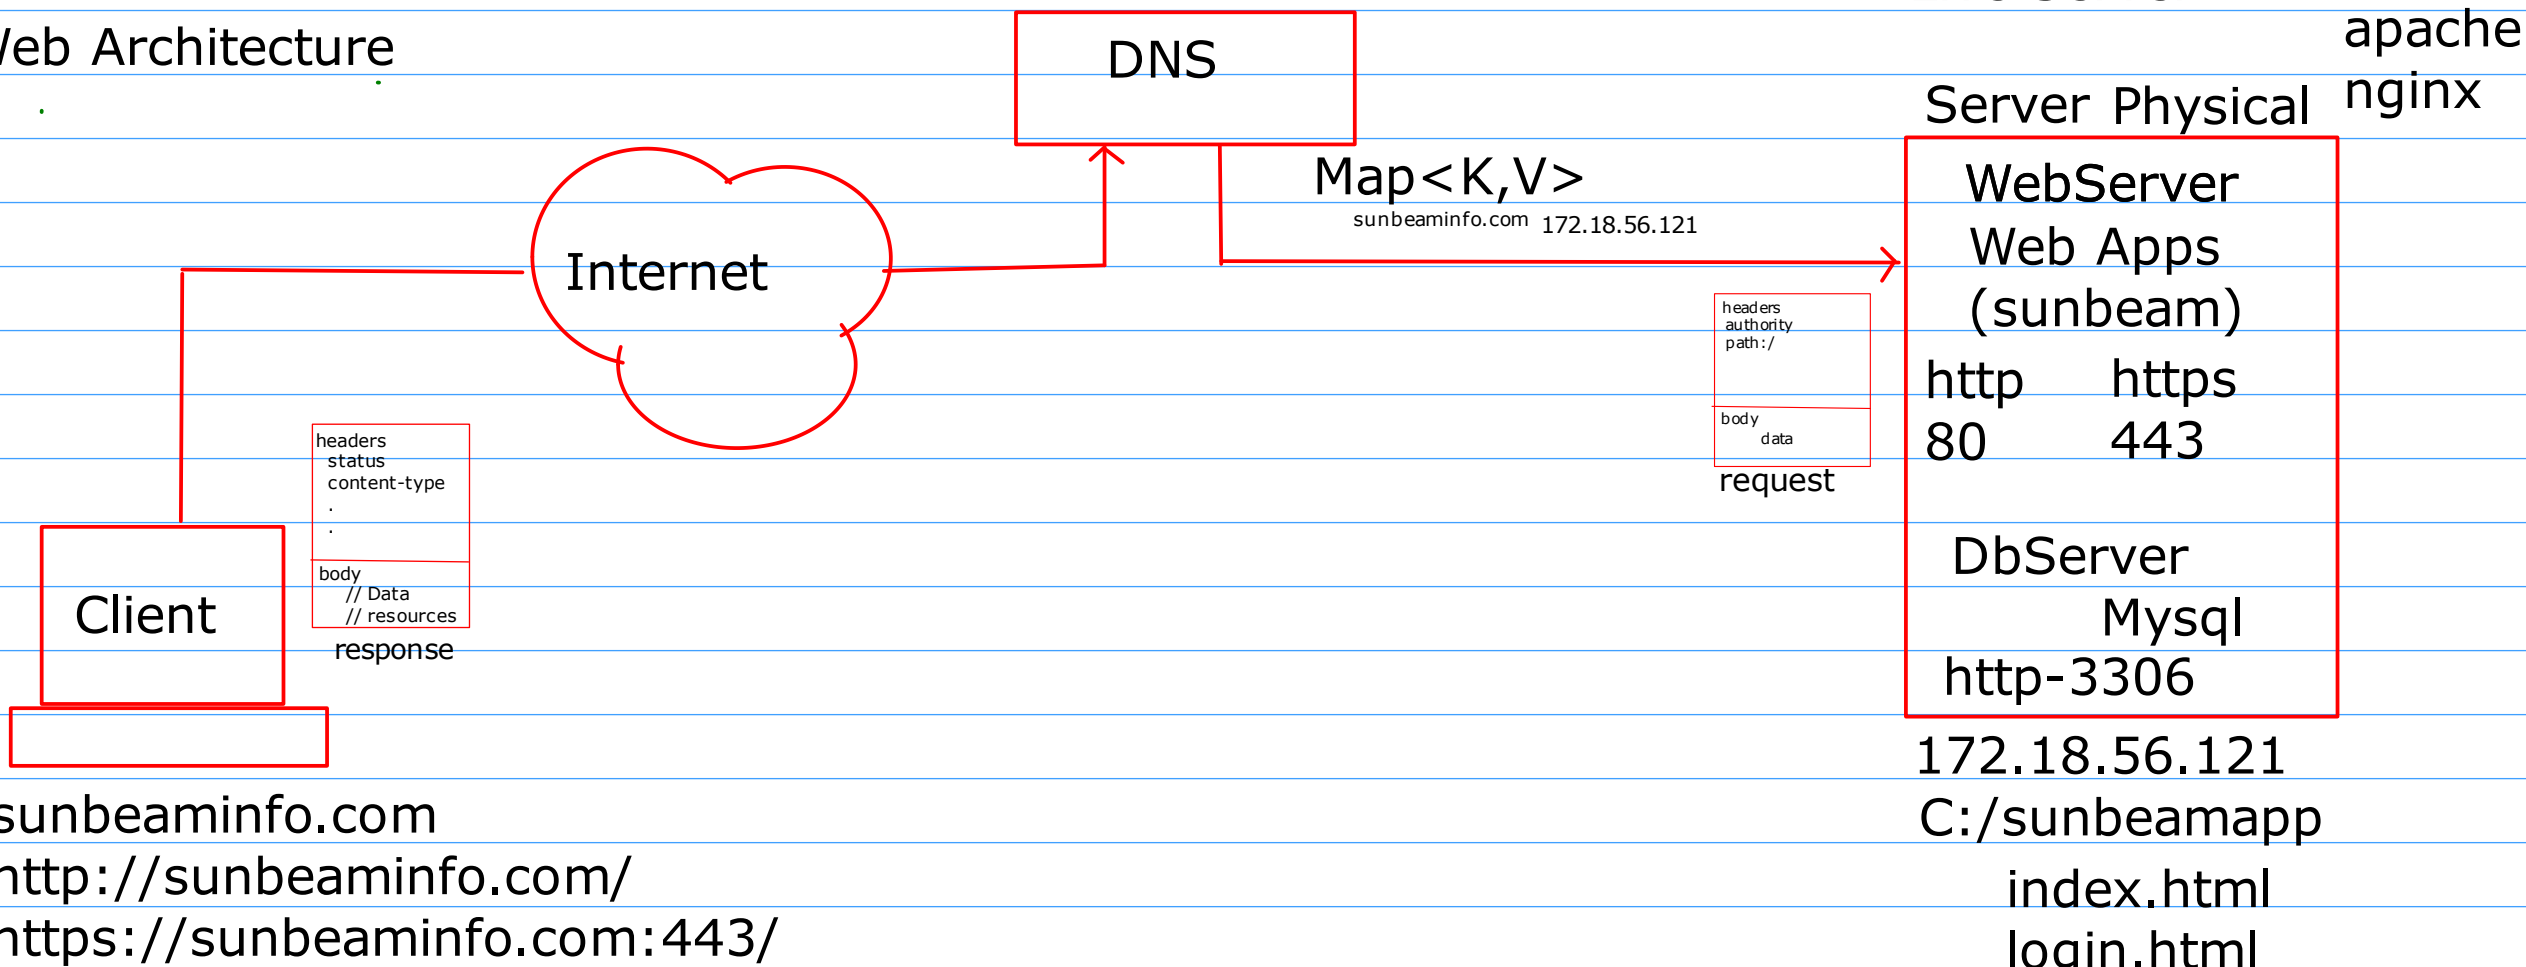 Web Architecture
DNS
apache
nginx
Server Physical
Map<K,V>
sunbeaminfo.com 172.18.56.121
Internet
WebServer
Web Apps
(sunbeam)
http https
80 443
DbServer
Mysql
http-3306
headers
authority
path:/
body
data
request
headers
status
content-type
.
.
body
// Data
// resources
response
Client
172.18.56.121
C:/sunbeamapp
index.html
login.html
sunbeaminfo.com
http://sunbeaminfo.com/
https://sunbeaminfo.com:443/